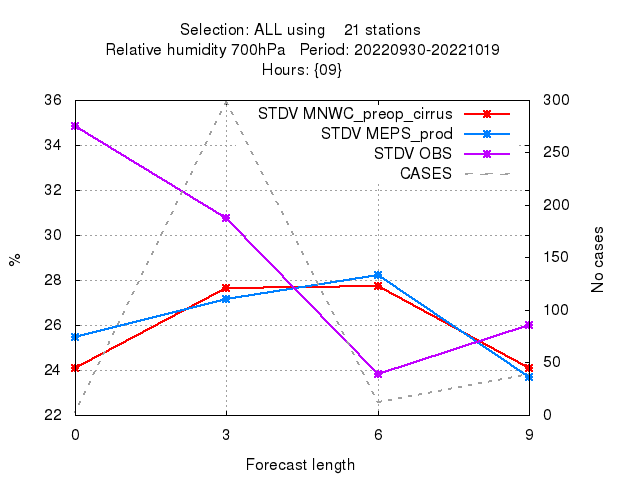 Selection: ALL using 21 stations
Relative humidity 700hPa Period: 20220930-20221019
Hours: {09}
STDV MNWC_preop_cirrus
STDV MEPS_prod
STDV OBS
CASES
36
34
32
30
28
26
24
22
%
300
250
200
150
100
50
0
No cases
0 3 6 9
Forecast length